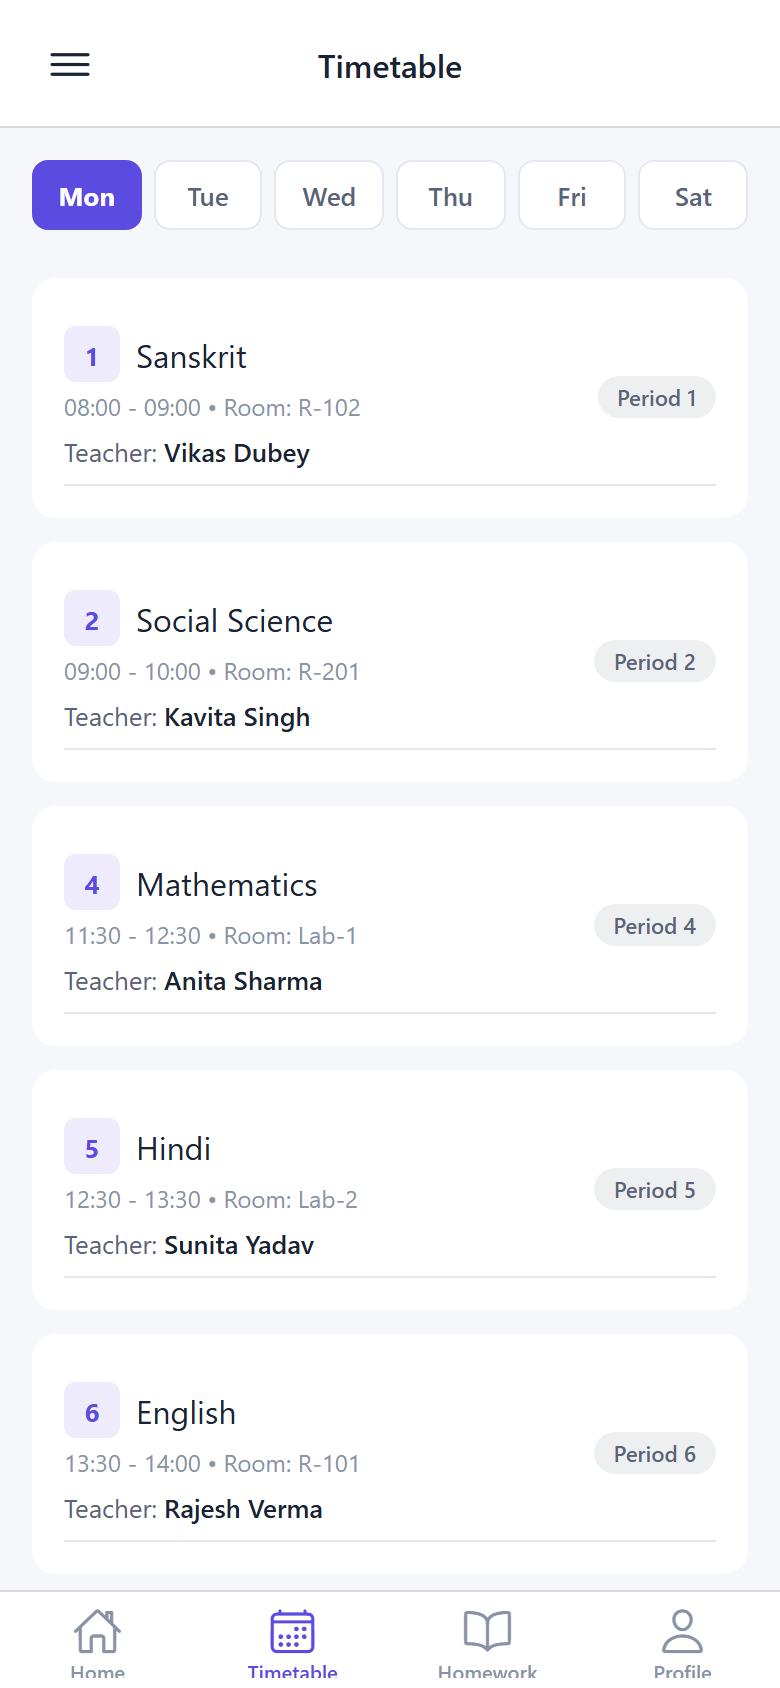 Timetable
Mon Tue Wed Thu Fri Sat
1 Sanskrit
08:00 - 09:00 • Room: R-102
Period 1
Teacher: Vikas Dubey
2 Social Science
09:00 - 10:00 • Room: R-201
Period 2
Teacher: Kavita Singh
4 Mathematics
11:30 - 12:30 • Room: Lab-1
Period 4
Teacher: Anita Sharma
5 Hindi
12:30 - 13:30 • Room: Lab-2
Period 5
Teacher: Sunita Yadav
6 English
13:30 - 14:00 • Room: R-101
Period 6
Teacher: Rajesh Verma
Home Timetable Homework Profile